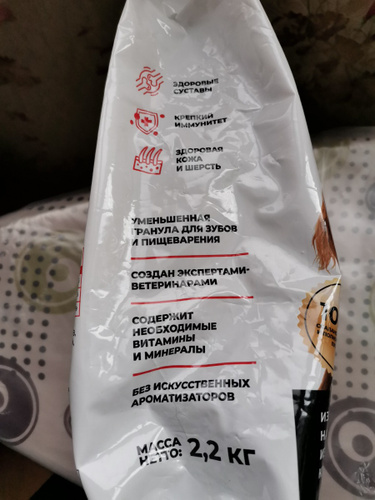 ЗДОРОВЫЕ
СУСТАВЫ
КРЕПКИЙ
ИММУНИТЕТ
ЗДОРОВАЯ
КОЖА
И ШЕРСТЬ
УМЕНЬШЕННАЯ
ГРАНУЛА ДЛЯ ЗУБОВ
И ПИЩЕВАРЕНИЯ
СОЗДАН ЭКСПЕРТАМИ-
ВЕТЕРИНАРАМИ
СОДЕРЖИТ
НЕОБХОДИМЫЕ
ВИТАМИНЫ
И МИНЕРАЛЫ
БЕЗ ИСКУССТВЕННЫХ
АРОМАТИЗАТОРОВ
МАССА
НЕТТО: 2,2 КГ